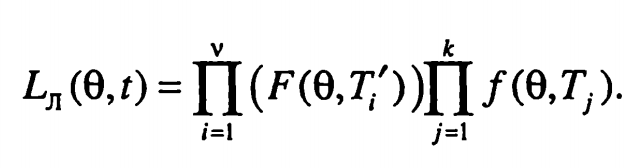 L_Л(θ,t) = ∏_{i=1}^{ν}(F(θ,T_i′))∏_{j=1}^{k} f(θ,T_j).